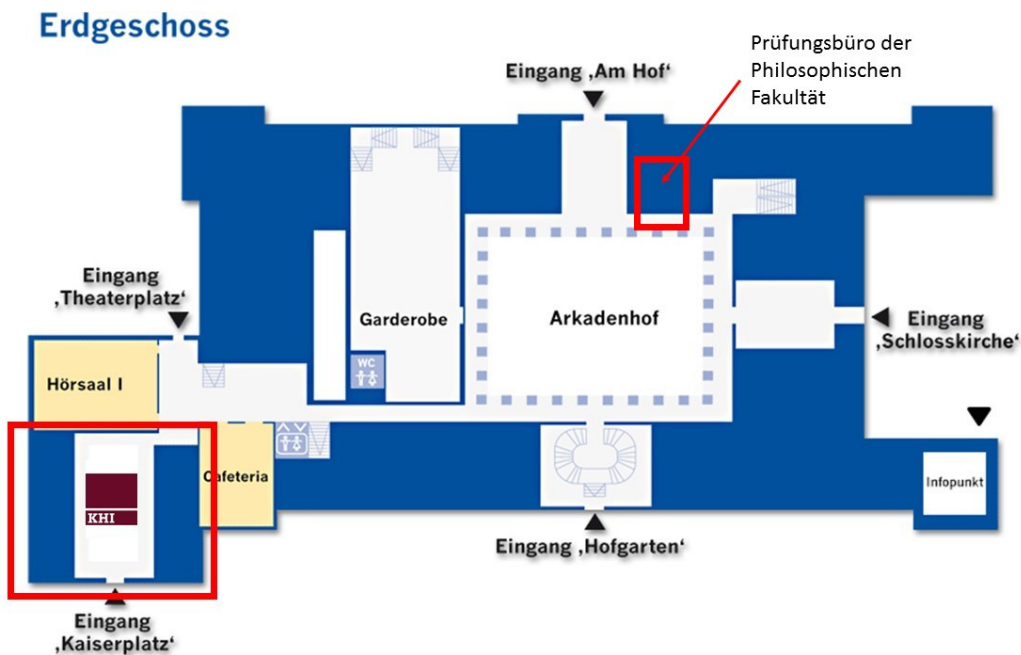 Erdgeschoss
Prüfungsbüro der
Philosophischen
Fakultät
Eingang ‚Am Hof‘
Eingang
‚Theaterplatz‘
Garderobe
Arkadenhof
Eingang
‚Schlosskirche‘
WC
Hörsaal I
Cafeteria
Infopunkt
KHI
Eingang ‚Hofgarten‘
Eingang
‚Kaiserplatz‘